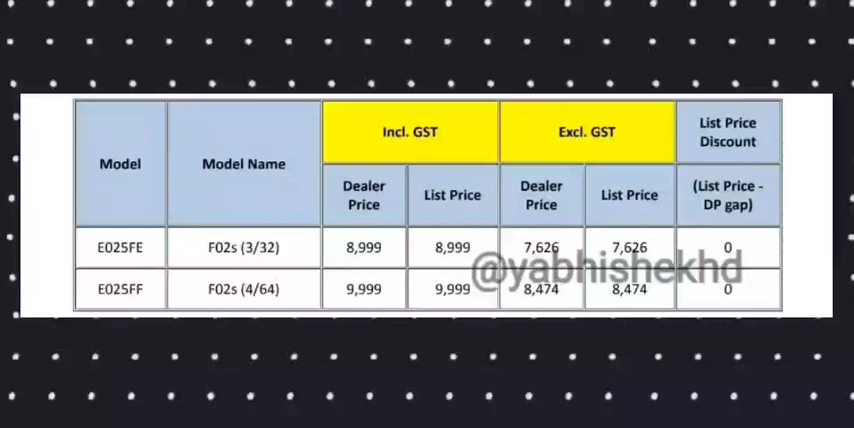 Model Model Name Incl. GST Excl. GST List Price Discount
Dealer Price List Price Dealer Price List Price (List Price - DP gap)
E025FE F02s (3/32) 8,999 8,999 7,626 7,626 0
E025FF F02s (4/64) 9,999 9,999 8,474 8,474 0
@yabhishekhd